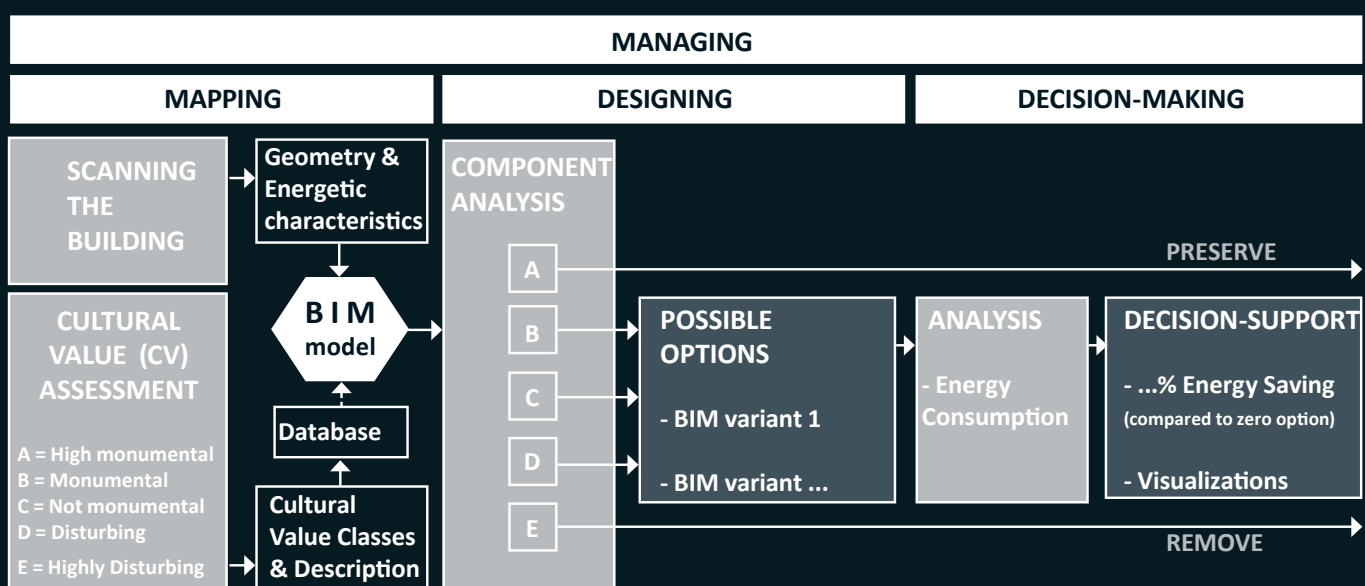 MANAGING
MAPPING
DESIGNING
DECISION-MAKING
SCANNING
THE
BUILDING
Geometry &
Energetic
characteristics
CULTURAL
VALUE (CV)
ASSESSMENT
A = High monumental
B = Monumental
C = Not monumental
D = Disturbing
E = Highly Disturbing
BIM
model
Database
Cultural
Value Classes
& Description
COMPONENT
ANALYSIS
A
B
C
D
E
PRESERVE
POSSIBLE
OPTIONS
- BIM variant 1
- BIM variant ...
ANALYSIS
- Energy
Consumption
DECISION-SUPPORT
- ...% Energy Saving
(compared to zero option)
- Visualizations
REMOVE